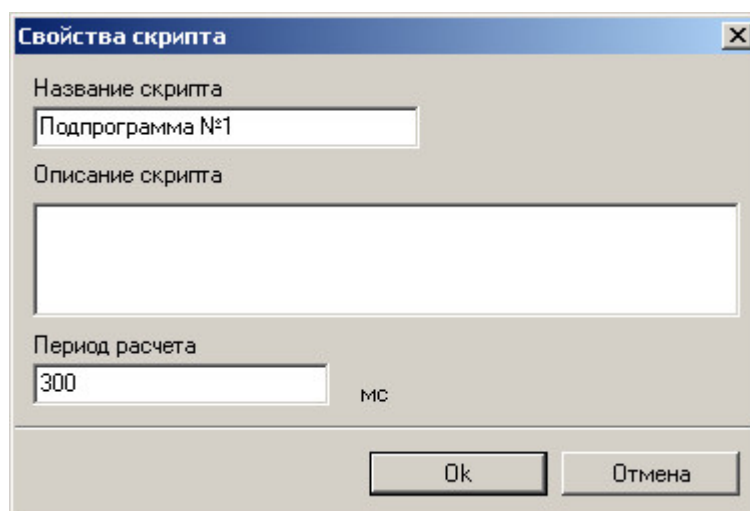 Свойства скрипта
Название скрипта
Подпрограмма №1
Описание скрипта
Период расчета
300
мс
Ok
Отмена